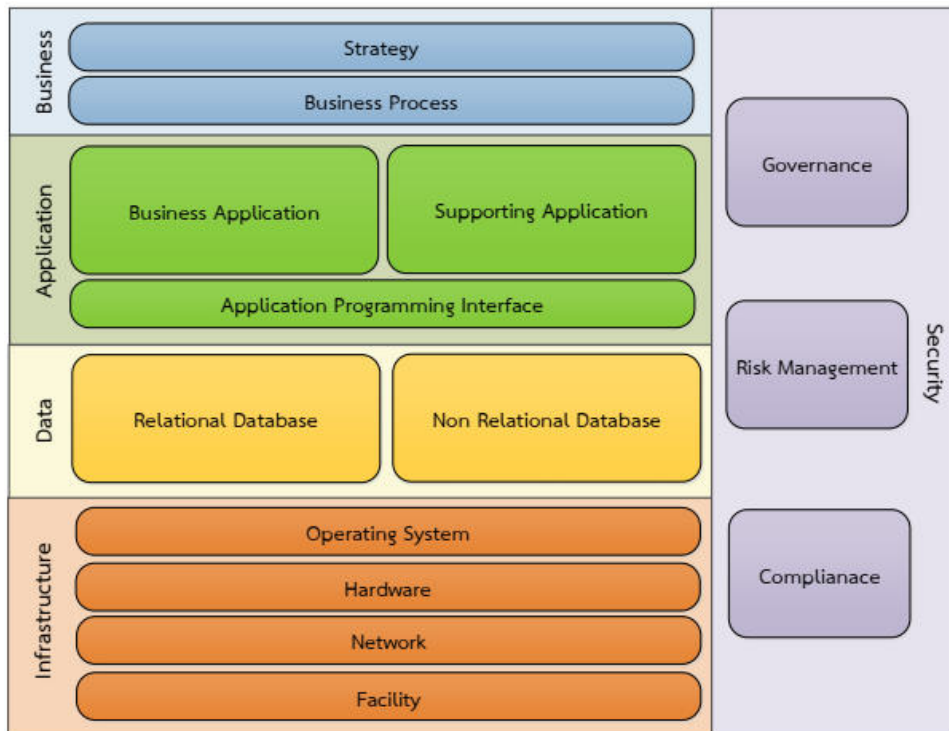 Business
Strategy
Business Process
Application
Business Application
Supporting Application
Application Programming Interface
Data
Relational Database
Non Relational Database
Infrastructure
Operating System
Hardware
Network
Facility
Security
Governance
Risk Management
Complianace